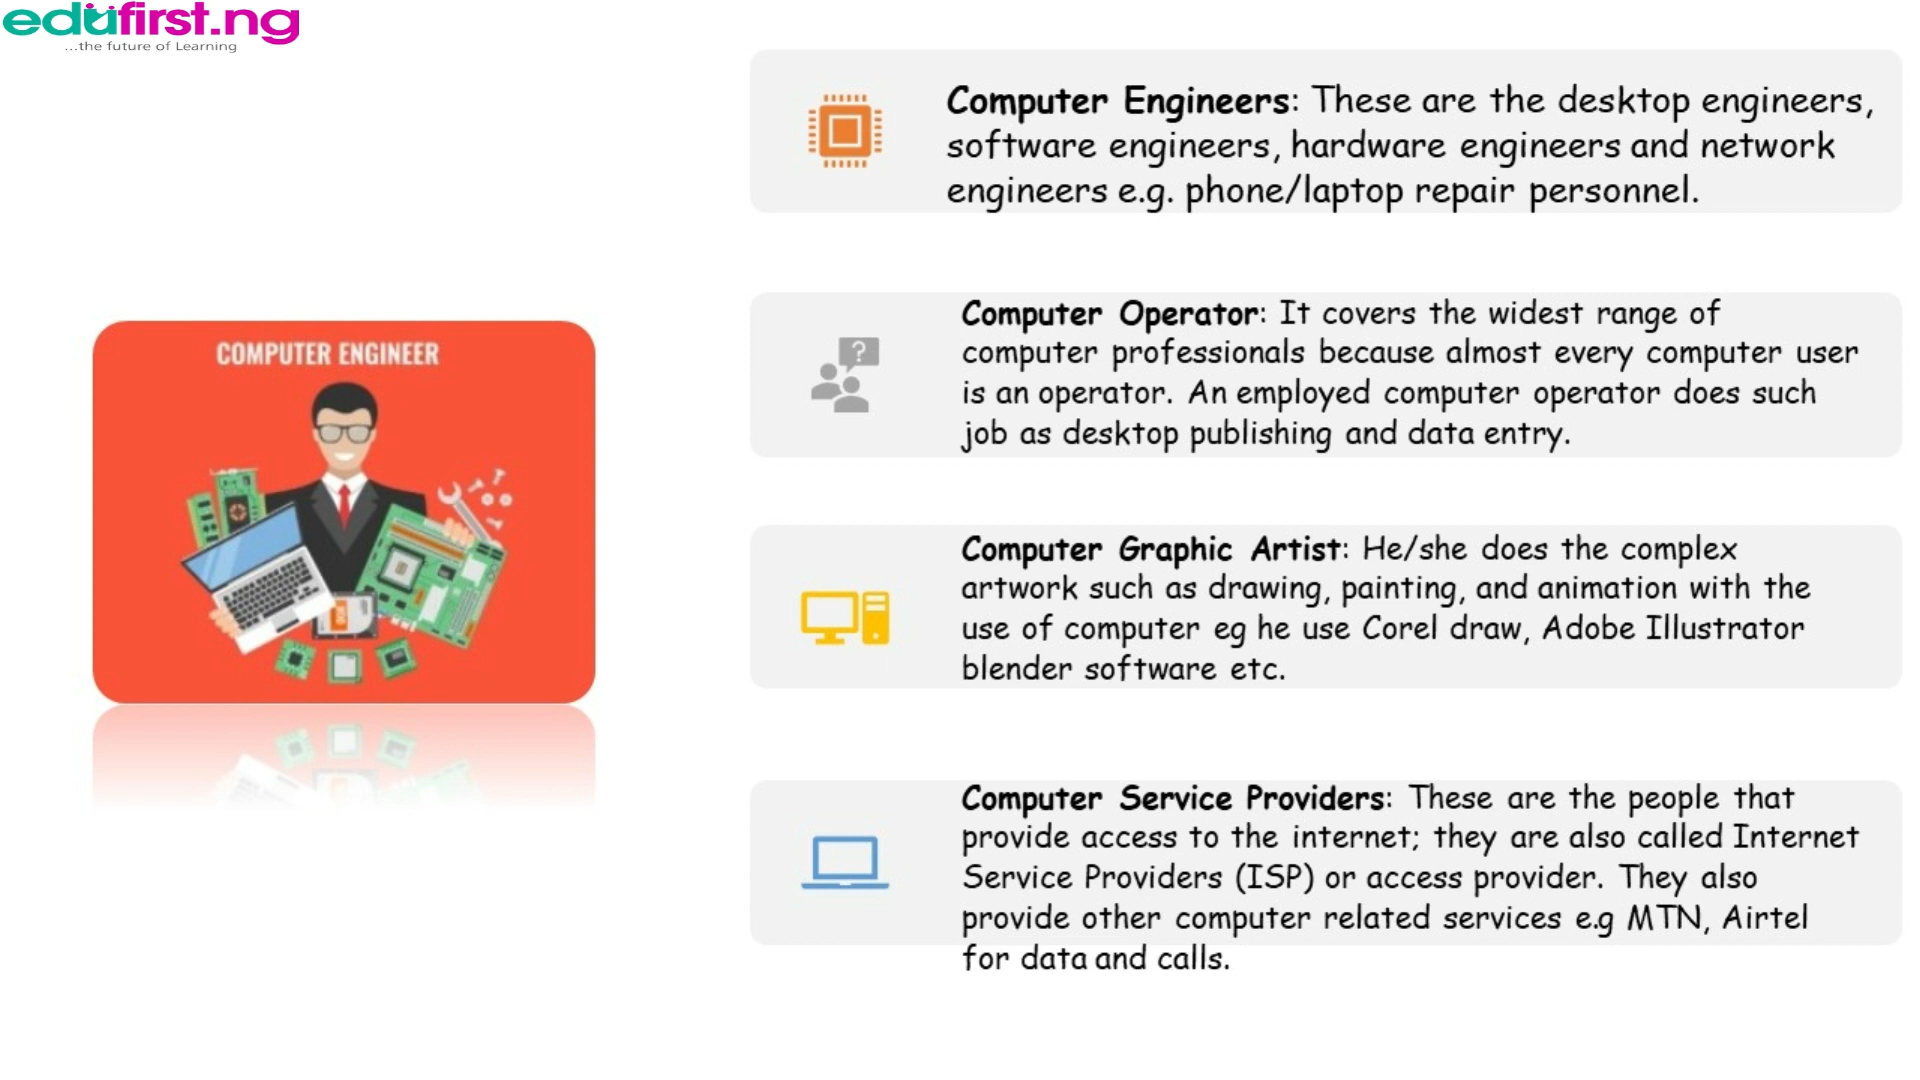 edufirst.ng
...the future of Learning
COMPUTER ENGINEER
Computer Engineers: These are the desktop engineers,
software engineers, hardware engineers and network
engineers e.g. phone/laptop repair personnel.
?
Computer Operator: It covers the widest range of
computer professionals because almost every computer user
is an operator. An employed computer operator does such
job as desktop publishing and data entry.
Computer Graphic Artist: He/she does the complex
artwork such as drawing, painting, and animation with the
use of computer eg he use Corel draw, Adobe Illustrator
blender software etc.
Computer Service Providers: These are the people that
provide access to the internet; they are also called Internet
Service Providers (ISP) or access provider. They also
provide other computer related services e.g MTN, Airtel
for data and calls.